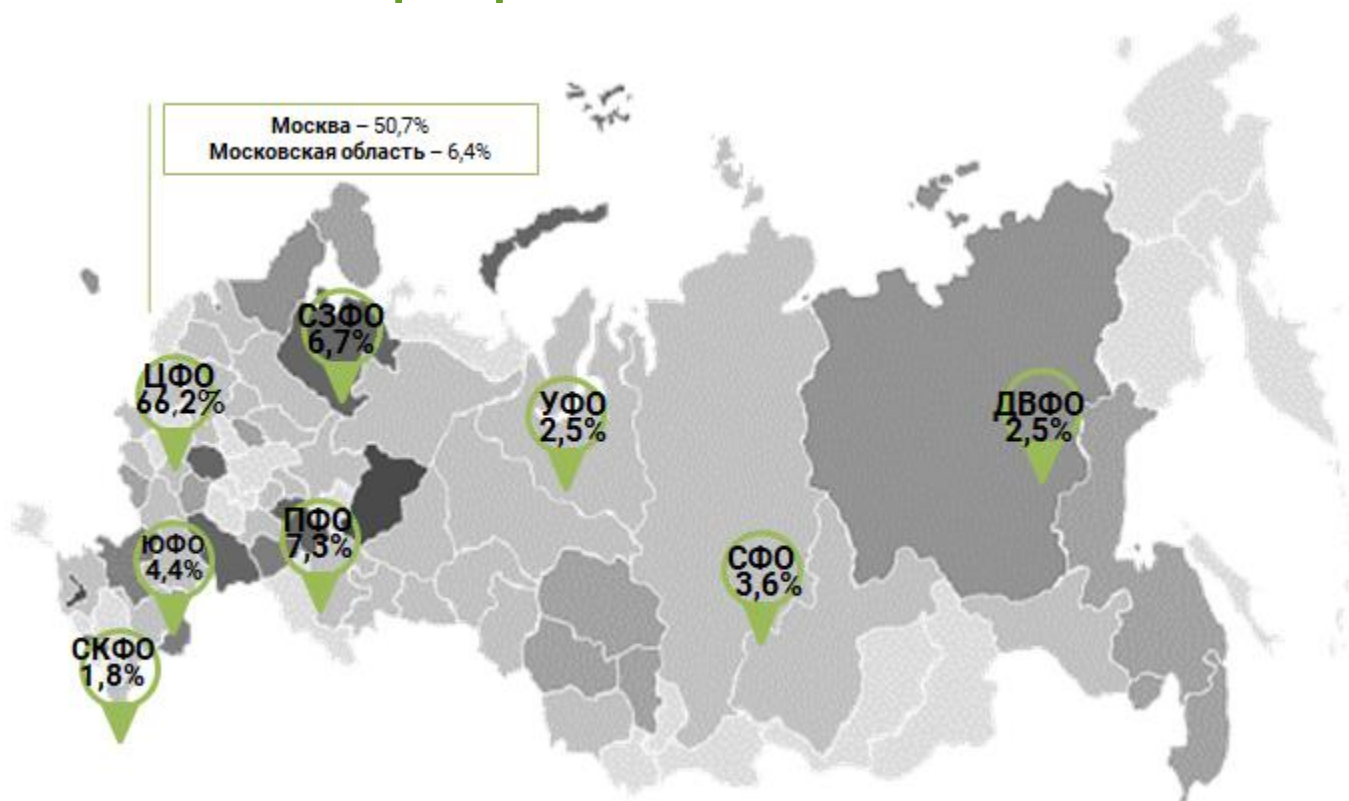 Москва – 50,7%
Московская область – 6,4%
СЗФО
6,7%
ЦФО
66,2%
УФО
2,5%
ДВФО
2,5%
ПФО
7,3%
ЮФО
4,4%
СФО
3,6%
СКФО
1,8%